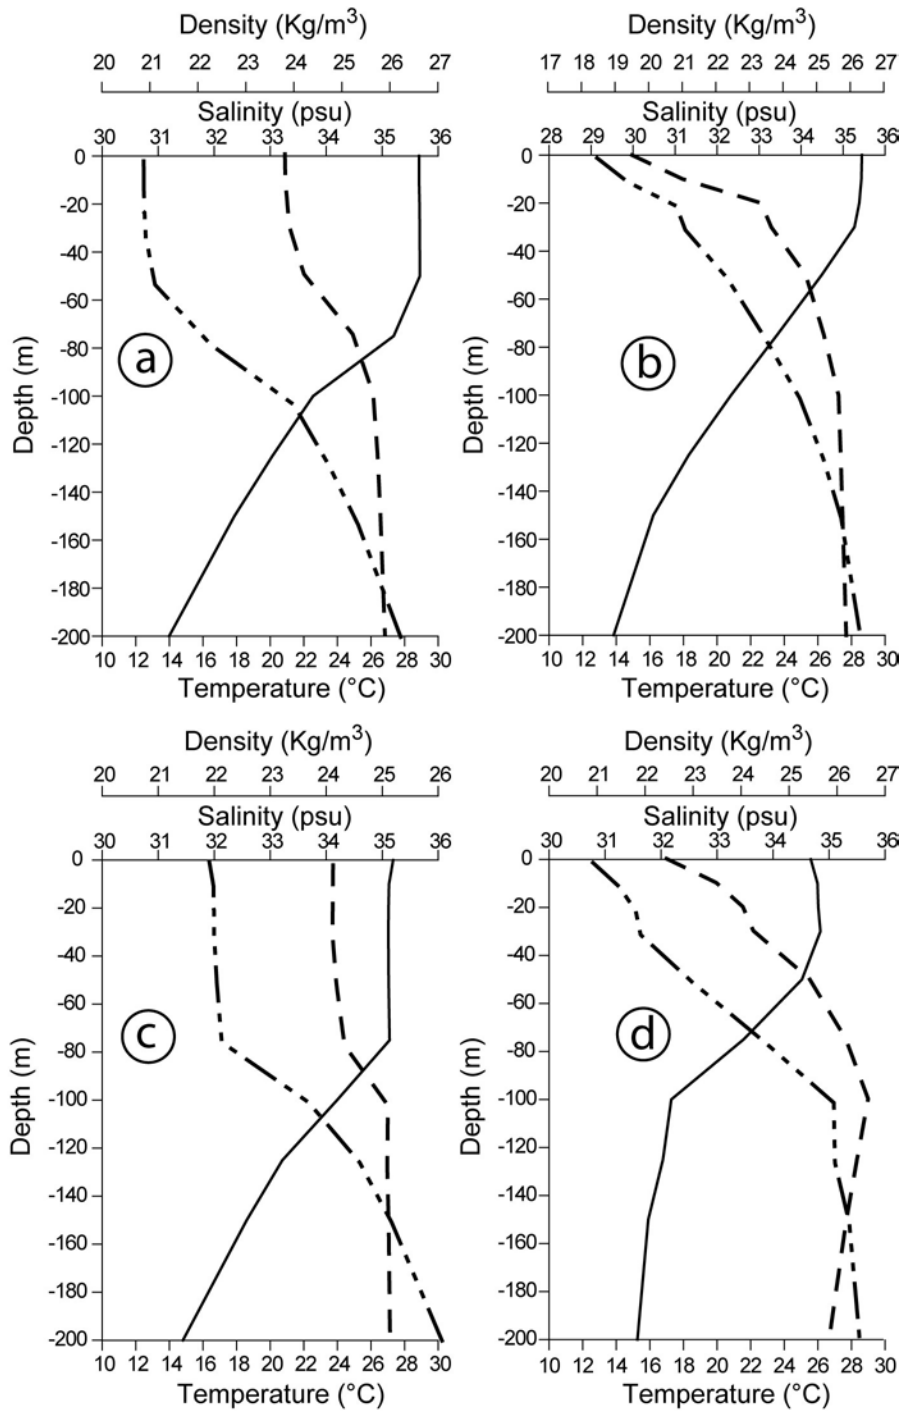 Density (Kg/m3)
20 21 22 23 24 25 26 27
Salinity (psu)
30 31 32 33 34 35 36
0
-20
-40
-60
-80
-100
-120
-140
-160
-180
-200
Depth (m)
a
10 12 14 16 18 20 22 24 26 28 30
Temperature (°C)
Density (Kg/m3)
17 18 19 20 21 22 23 24 25 26 27
Salinity (psu)
28 29 30 31 32 33 34 35 36
0
-20
-40
-60
-80
-100
-120
-140
-160
-180
-200
Depth (m)
b
10 12 14 16 18 20 22 24 26 28 30
Temperature (°C)
Density (Kg/m3)
20 21 22 23 24 25 26
Salinity (psu)
30 31 32 33 34 35 36
0
-20
-40
-60
-80
-100
-120
-140
-160
-180
-200
Depth (m)
c
10 12 14 16 18 20 22 24 26 28 30
Temperature (°C)
Density (Kg/m3)
20 21 22 23 24 25 26 27
Salinity (psu)
30 31 32 33 34 35 36
0
-20
-40
-60
-80
-100
-120
-140
-160
-180
-200
Depth (m)
d
10 12 14 16 18 20 22 24 26 28 30
Temperature (°C)